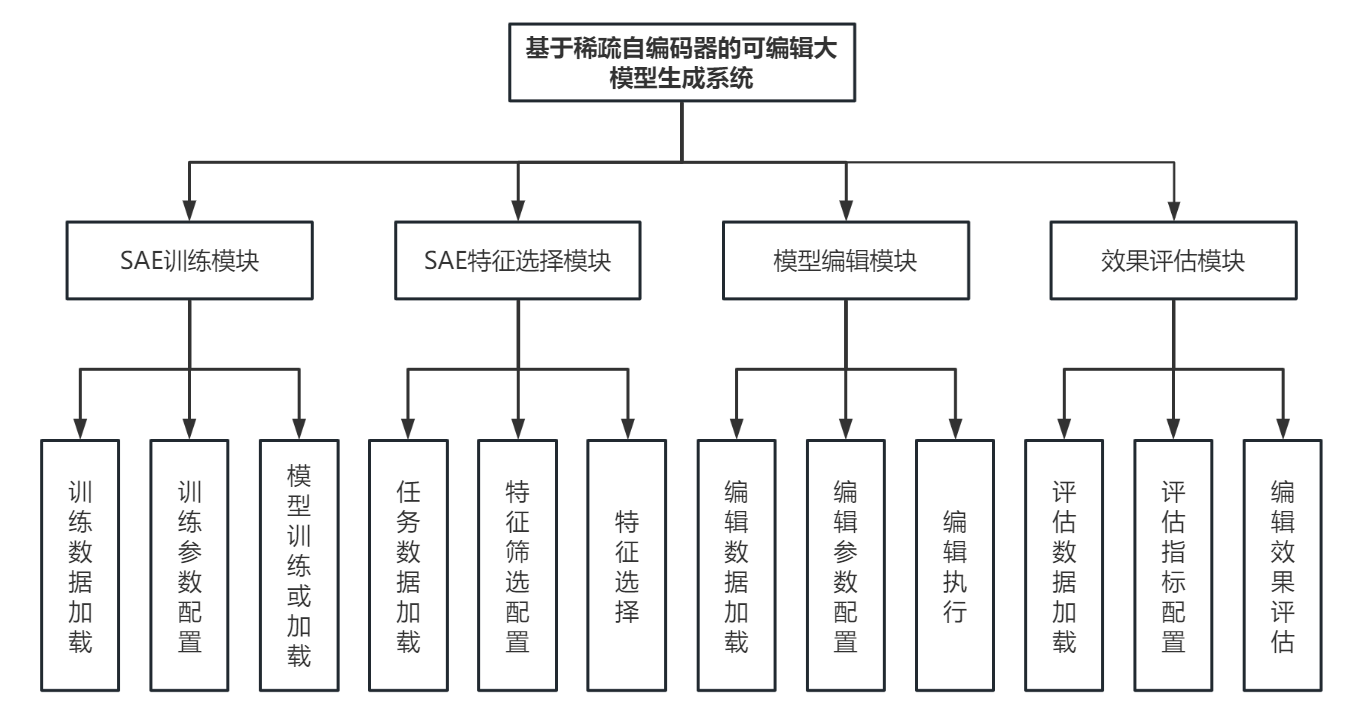 基于稀疏自编码器的可编辑大
模型生成系统
SAE训练模块
SAE特征选择模块
模型编辑模块
效果评估模块
训练数据加载
训练参数配置
模型训练或加载
任务数据加载
特征筛选配置
特征选择
编辑数据加载
编辑参数配置
编辑执行
评估数据加载
评估指标配置
编辑效果评估